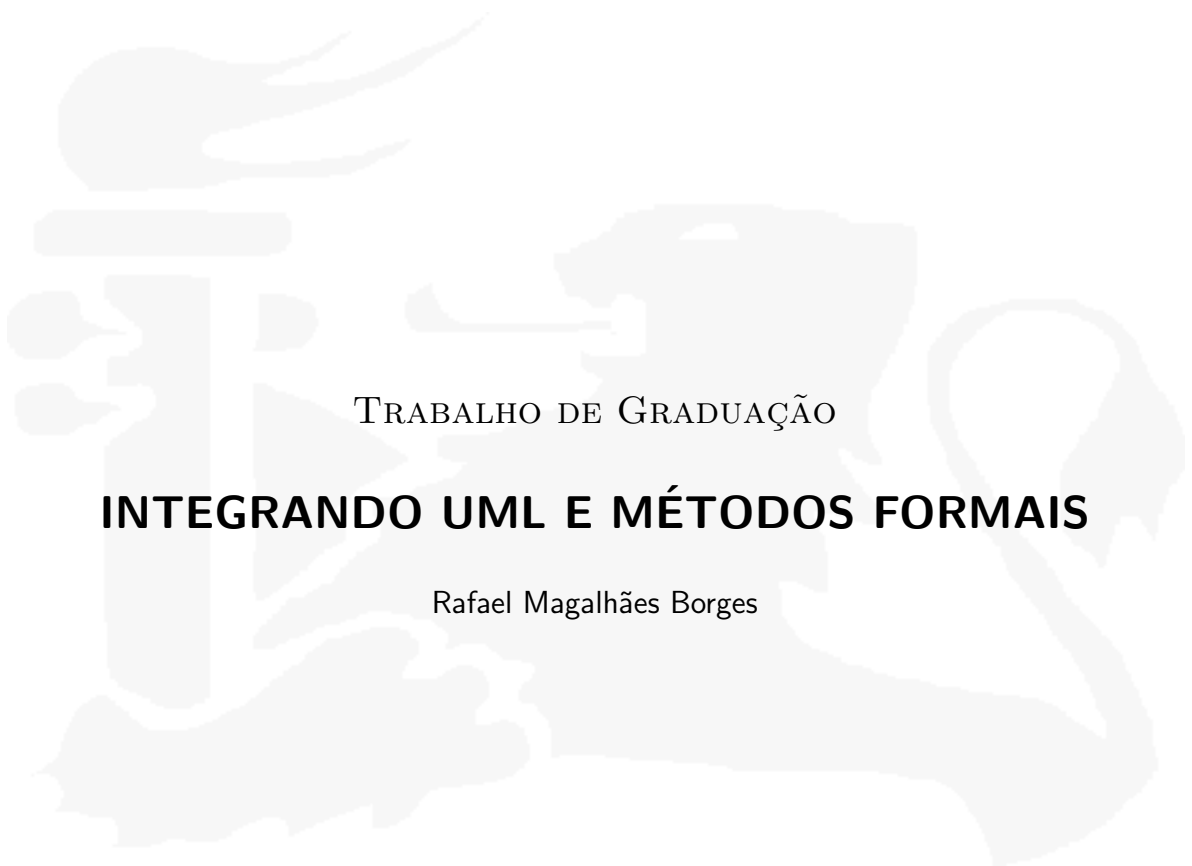 TRABALHO DE GRADUAÇÃO
INTEGRANDO UML E MÉTODOS FORMAIS
Rafael Magalhães Borges